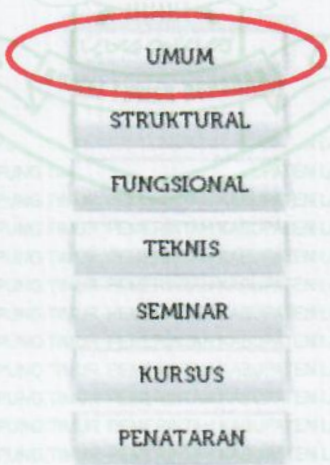 UMUM
STRUKTURAL
FUNGSIONAL
TEKNIS
SEMINAR
KURSUS
PENATARAN